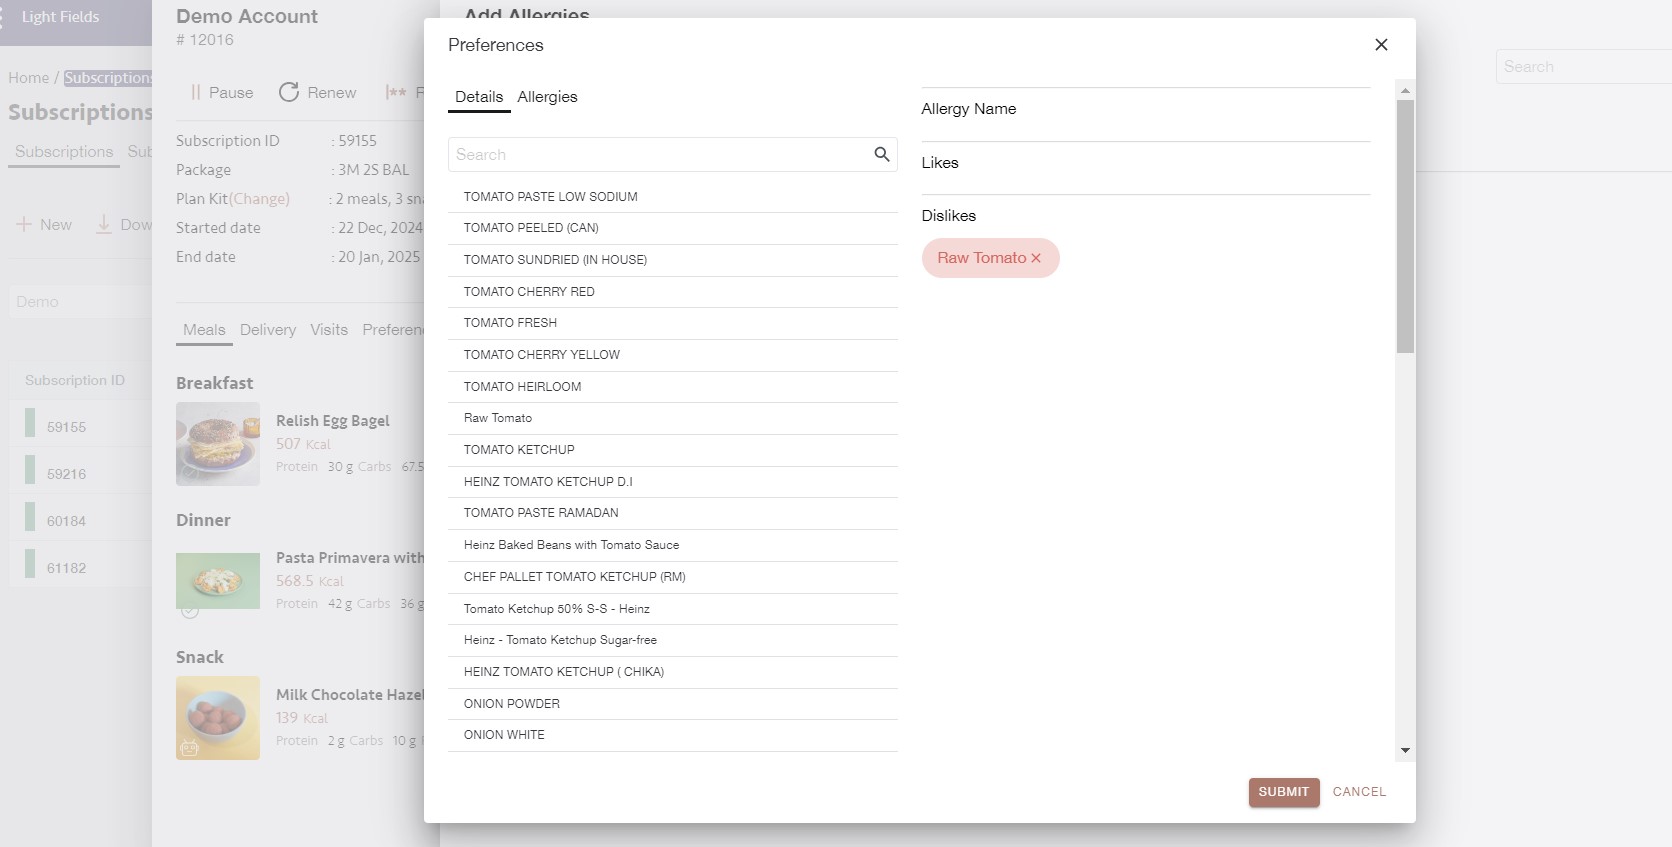 Light Fields
Home / Subscriptions
Subscriptions
Subscriptions Sub
New Dow
Demo
Subscription ID
59155
59216
60184
61182
Demo Account
# 12016
Pause Renew
Subscription ID : 59155
Package : 3M 2S BAL
Plan Kit(Change) : 2 meals, 3 sna
Started date : 22 Dec, 2024
End date : 20 Jan, 2025
Meals Delivery Visits Preferen
Breakfast
Relish Egg Bagel
507 Kcal
Protein 30 g Carbs 67.5
Dinner
Pasta Primavera with
568.5 Kcal
Protein 42 g Carbs 36 g
Snack
Milk Chocolate Hazel
139 Kcal
Protein 2 g Carbs 10 g
Add Allergies
Preferences
Details Allergies
Search
TOMATO PASTE LOW SODIUM
TOMATO PEELED (CAN)
TOMATO SUNDRIED (IN HOUSE)
TOMATO CHERRY RED
TOMATO FRESH
TOMATO CHERRY YELLOW
TOMATO HEIRLOOM
Raw Tomato
TOMATO KETCHUP
HEINZ TOMATO KETCHUP D.I
TOMATO PASTE RAMADAN
Heinz Baked Beans with Tomato Sauce
CHEF PALLET TOMATO KETCHUP (RM)
Tomato Ketchup 50% S-S - Heinz
Heinz - Tomato Ketchup Sugar-free
HEINZ TOMATO KETCHUP ( CHIKA)
ONION POWDER
ONION WHITE
Allergy Name
Likes
Dislikes
Raw Tomato ×
SUBMIT CANCEL
Search